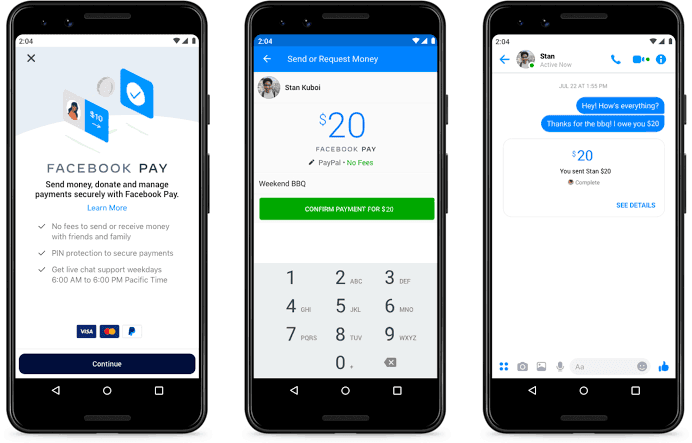 2:04
$10
FACEBOOK PAY
Send money, donate and manage
payments securely with Facebook Pay.
Learn More
No fees to send or receive money
with friends and family
PIN protection to secure payments
Get live chat support weekdays
6:00 AM to 6:00 PM Pacific Time
VISA
Continue
2:04
Send or Request Money
Stan Kuboi
$20
FACEBOOK PAY
PayPal • No Fees
Weekend BBQ
CONFIRM PAYMENT FOR $20
1 2 ABC 3 DEF
4 GHI 5 JKL 6 MNO
7 PQRS 8 TUV 9 WXYZ
0 ,
2:04
Stan
Active Now
JUL 22 AT 1:55 PM
Hey! How's everything?
Thanks for the bbq! I owe you $20
$20
You sent Stan $20
Complete
SEE DETAILS
Aa